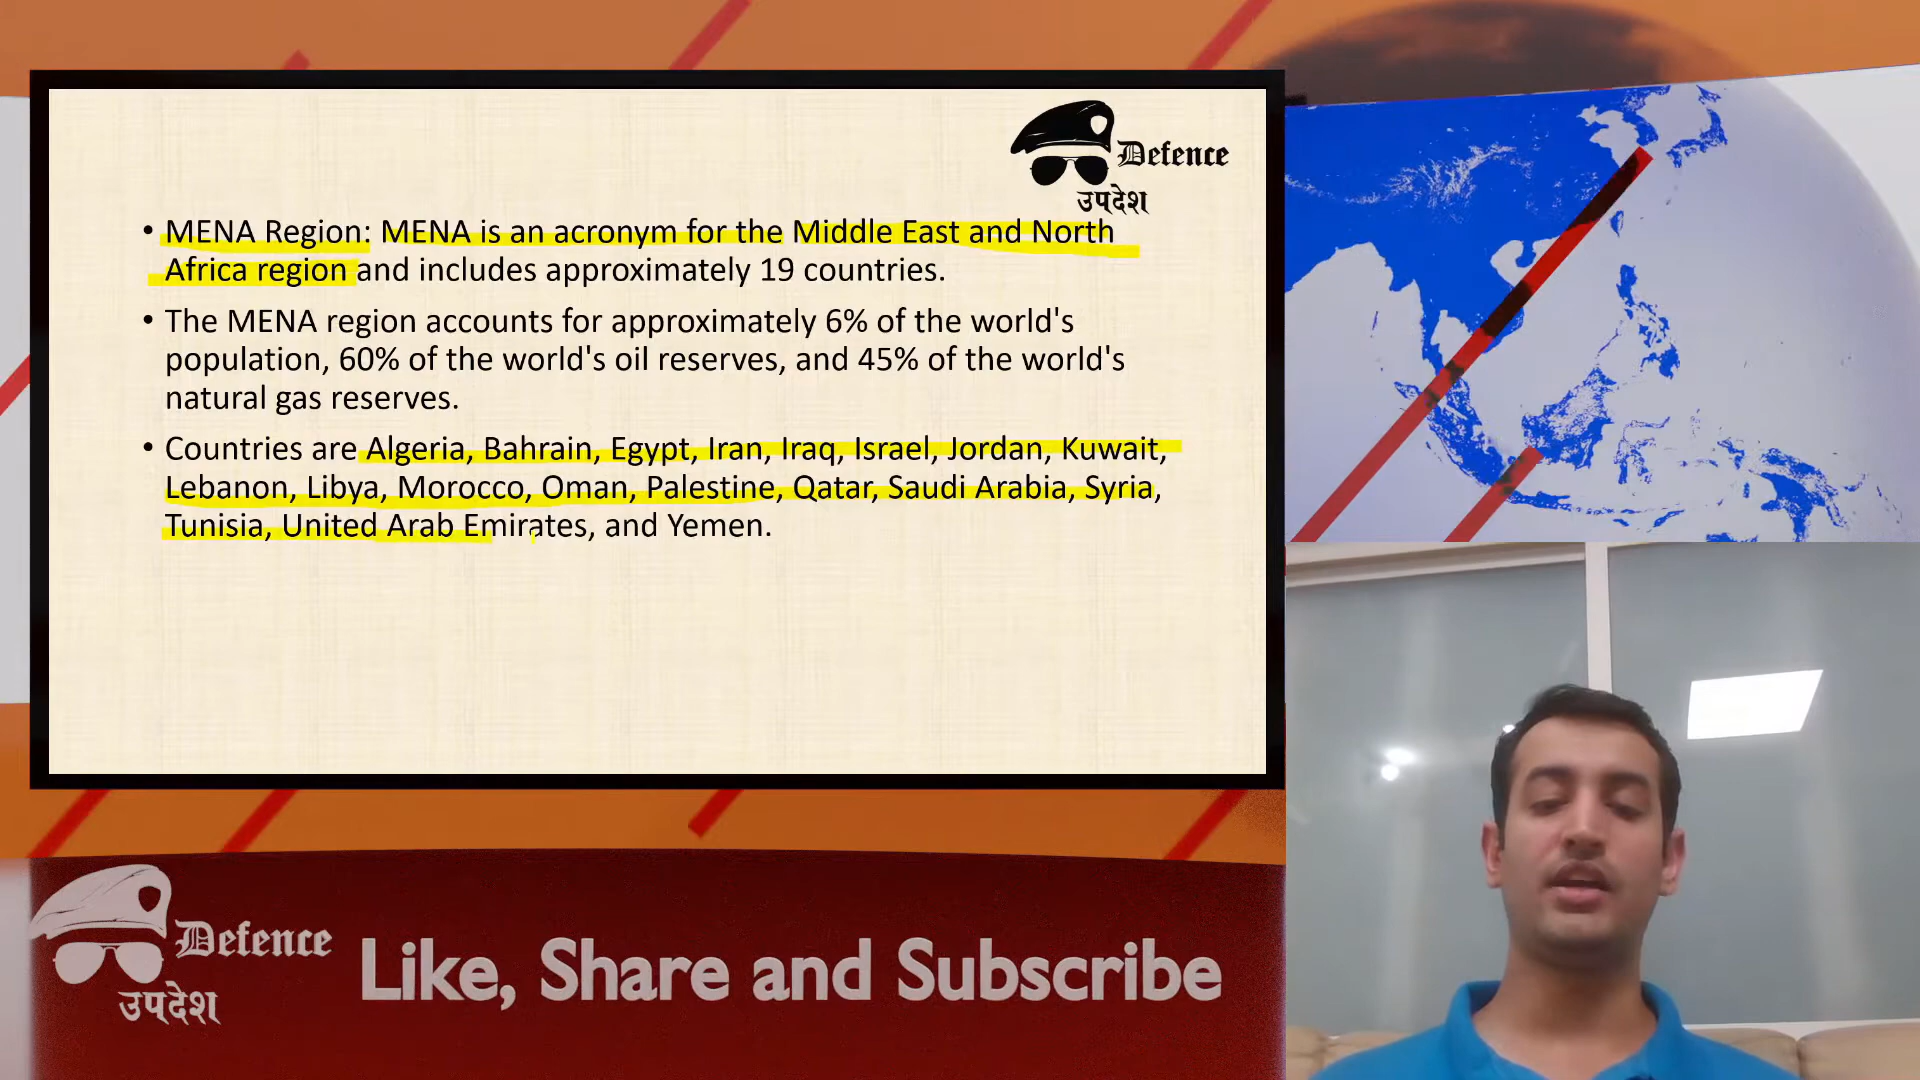 Defence
उपदेश
• MENA Region: MENA is an acronym for the Middle East and North
Africa region and includes approximately 19 countries.
• The MENA region accounts for approximately 6% of the world's
population, 60% of the world's oil reserves, and 45% of the world's
natural gas reserves.
• Countries are Algeria, Bahrain, Egypt, Iran, Iraq, Israel, Jordan, Kuwait,
Lebanon, Libya, Morocco, Oman, Palestine, Qatar, Saudi Arabia, Syria,
Tunisia, United Arab Emirates, and Yemen.
Defence
उपदेश
Like, Share and Subscribe